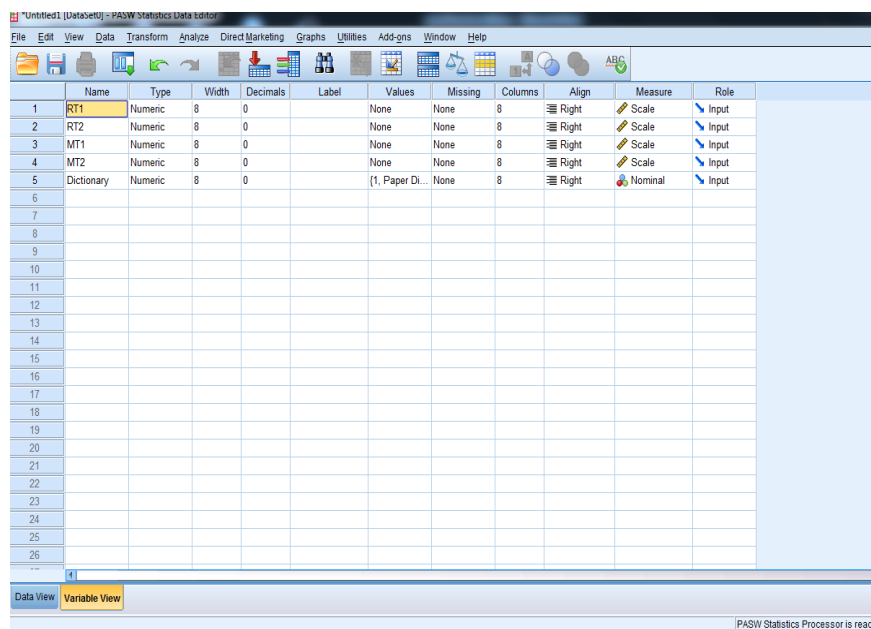 *Untitled1 [DataSet0] - PASW Statistics Data Editor
File Edit View Data Transform Analyze Direct Marketing Graphs Utilities Add-ons Window Help
ABC
Name Type Width Decimals Label Values Missing Columns Align Measure Role
1 RT1 Numeric 8 0 None None 8 Right Scale Input
2 RT2 Numeric 8 0 None None 8 Right Scale Input
3 MT1 Numeric 8 0 None None 8 Right Scale Input
4 MT2 Numeric 8 0 None None 8 Right Scale Input
5 Dictionary Numeric 8 0 {1, Paper Di... None 8 Right Nominal Input
6
7
8
9
10
11
12
13
14
15
16
17
18
19
20
21
22
23
24
25
26
Data View Variable View
PASW Statistics Processor is reac